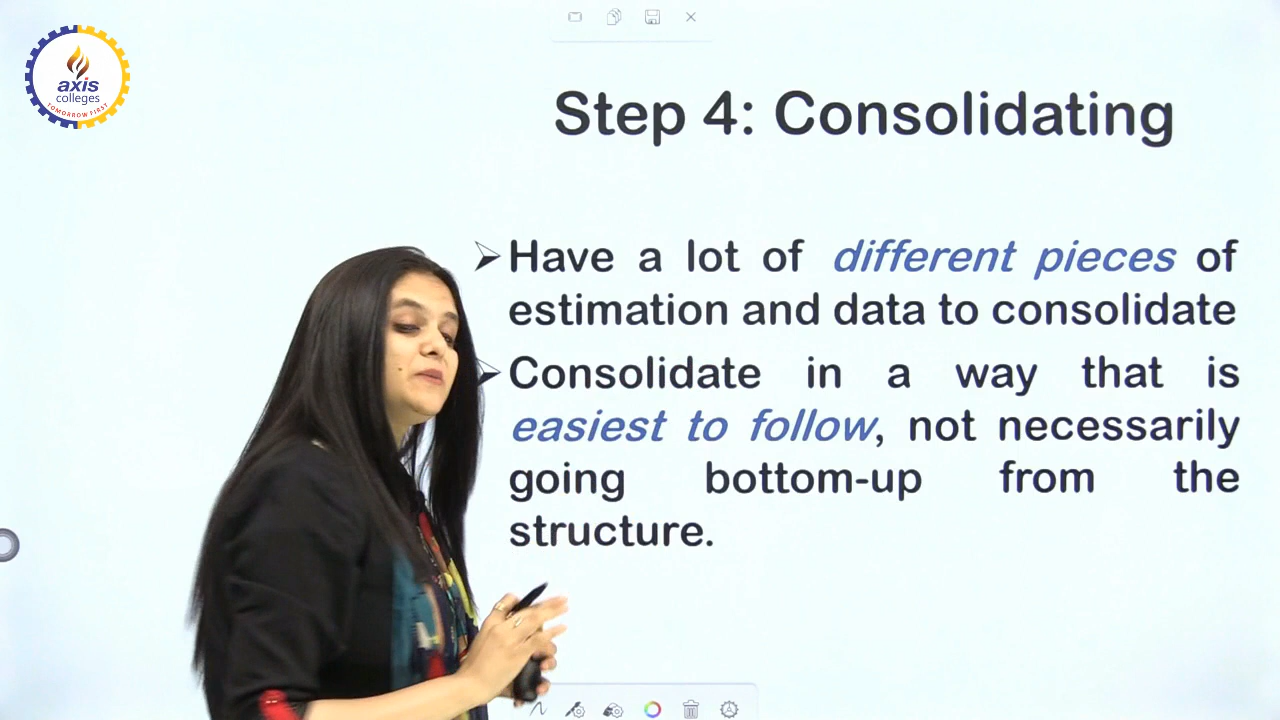 axis
colleges
TOMORROW FIRST
Step 4: Consolidating
Have a lot of different pieces of
estimation and data to consolidate
Consolidate in a way that is
easiest to follow, not necessarily
going bottom-up from the
structure.